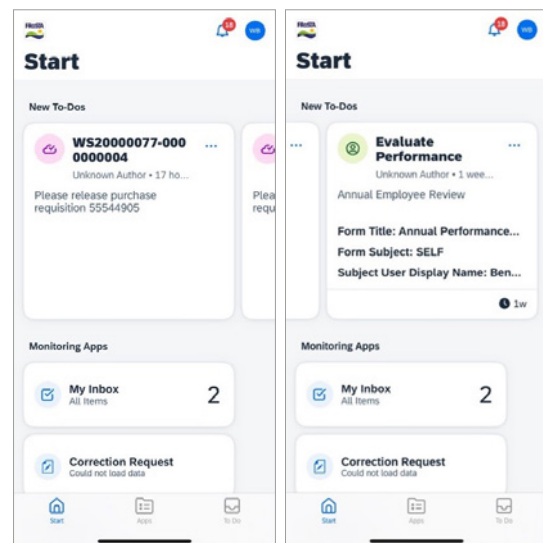 18
WB
Start
New To-Dos
WS20000077-000
0000004
Unknown Author • 17 ho...
Please release purchase
requisition 55544905
Plea
requ
Monitoring Apps
My Inbox
All Items
2
Correction Request
Could not load data
Start
Apps
To Do
18
WB
Start
New To-Dos
Evaluate
Performance
Unknown Author • 1 wee...
Annual Employee Review
Form Title: Annual Performance...
Form Subject: SELF
Subject User Display Name: Ben...
1w
Monitoring Apps
My Inbox
All Items
2
Correction Request
Could not load data
Start
Apps
To Do